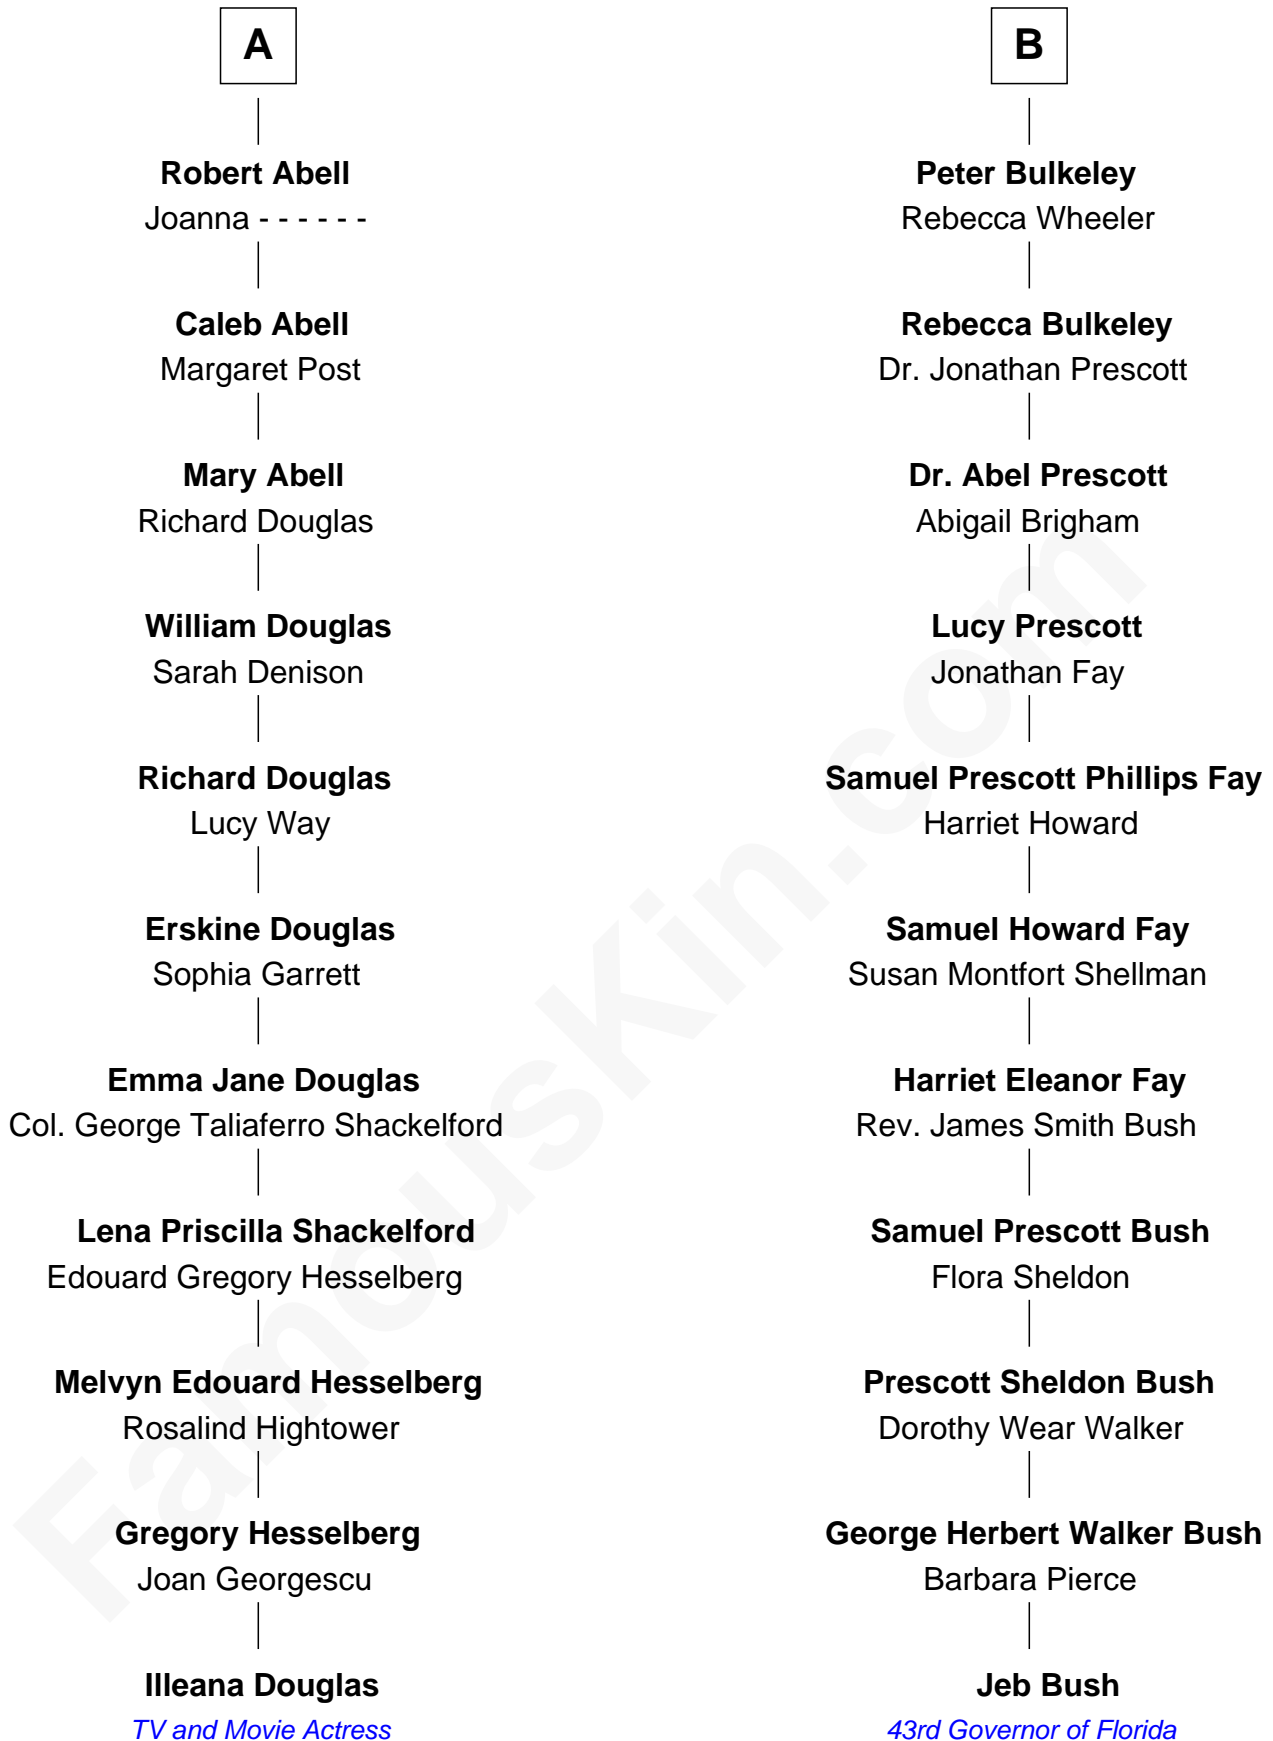 A
Robert Abell
Joanna - - - - - -
Caleb Abell
Margaret Post
Mary Abell
Richard Douglas
William Douglas
Sarah Denison
Richard Douglas
Lucy Way
Erskine Douglas
Sophia Garrett
Emma Jane Douglas
Col. George Taliaferro Shackelford
Lena Priscilla Shackelford
Edouard Gregory Hesselberg
Melvyn Edouard Hesselberg
Rosalind Hightower
Gregory Hesselberg
Joan Georgescu
Illeana Douglas
TV and Movie Actress
B
Peter Bulkeley
Rebecca Wheeler
Rebecca Bulkeley
Dr. Jonathan Prescott
Dr. Abel Prescott
Abigail Brigham
Lucy Prescott
Jonathan Fay
Samuel Prescott Phillips Fay
Harriet Howard
Samuel Howard Fay
Susan Montfort Shellman
Harriet Eleanor Fay
Rev. James Smith Bush
Samuel Prescott Bush
Flora Sheldon
Prescott Sheldon Bush
Dorothy Wear Walker
George Herbert Walker Bush
Barbara Pierce
Jeb Bush
43rd Governor of Florida
FamousKin.com